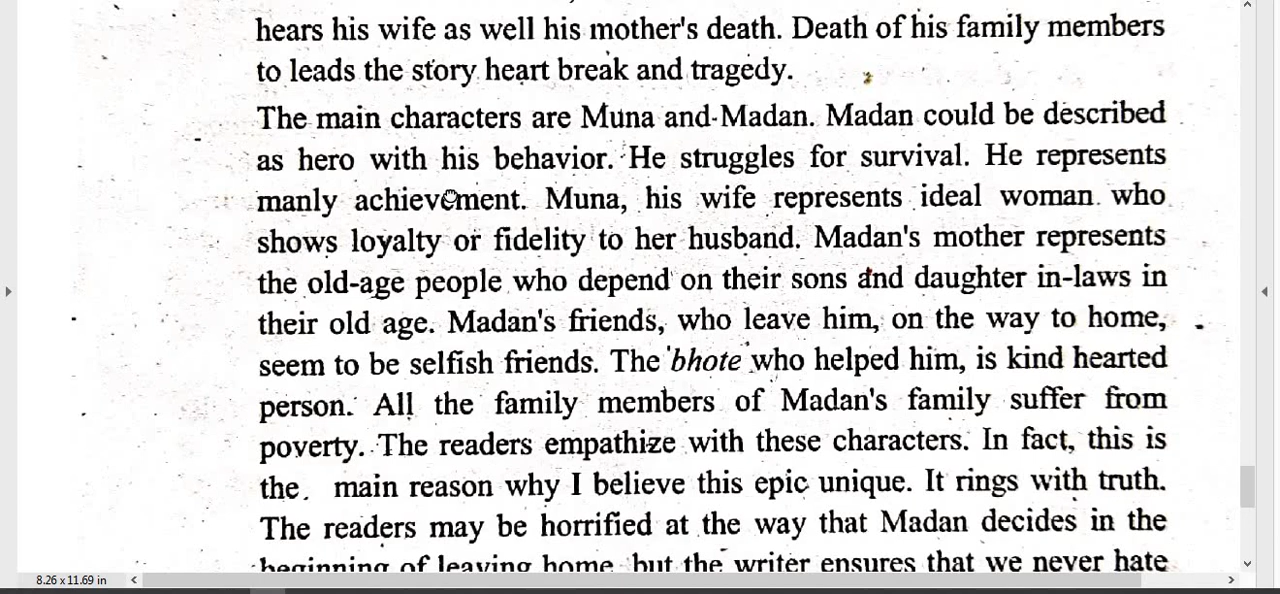 hears his wife as well his mother's death. Death of his family members
to leads the story heart break and tragedy.
The main characters are Muna and Madan. Madan could be described
as hero with his behavior. He struggles for survival. He represents
manly achievement. Muna, his wife represents ideal woman who
shows loyalty or fidelity to her husband. Madan's mother represents
the old-age people who depend on their sons and daughter in-laws in
their old age. Madan's friends, who leave him, on the way to home,
seem to be selfish friends. The 'bhote' who helped him, is kind hearted
person. All the family members of Madan's family suffer from
poverty. The readers empathize with these characters. In fact, this is
the main reason why I believe this epic unique. It rings with truth.
The readers may be horrified at the way that Madan decides in the
beginning of leaving home but the writer ensures that we never hate
8.26 x 11.69 in